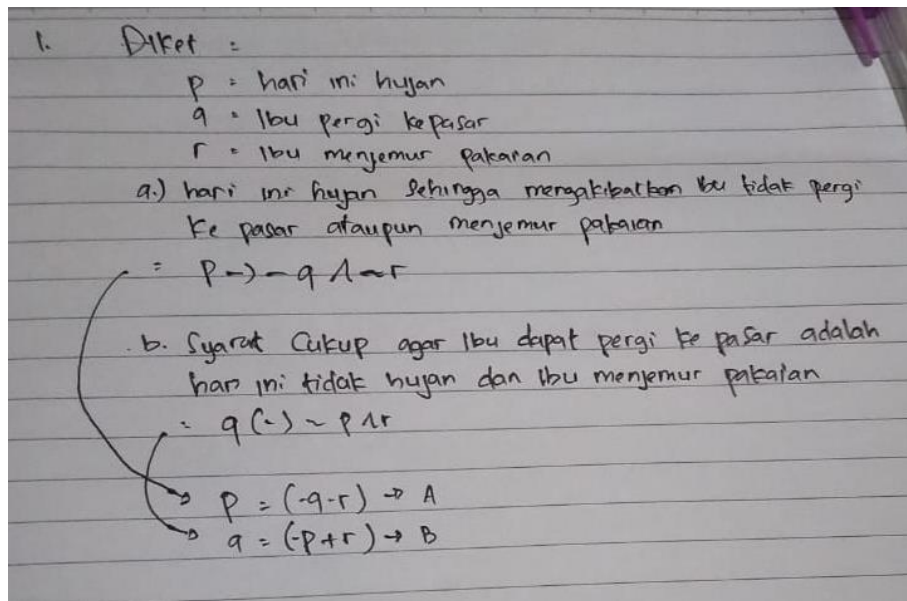 1. Diket :
p = hari ini hujan
q = Ibu pergi kepasar
r = Ibu menjemur pakaian
a.) hari ini hujan sehingga mengakibatkan ibu tidak pergi
ke pasar ataupun menjemur pakaian
= p -> - q ∧ ~r
b. Syarat Cukup agar Ibu dapat pergi ke pasar adalah
hari ini tidak hujan dan ibu menjemur pakaian
= q (-) ~ p ∧ r
p = (-q-r) → A
q = (-p+r) → B